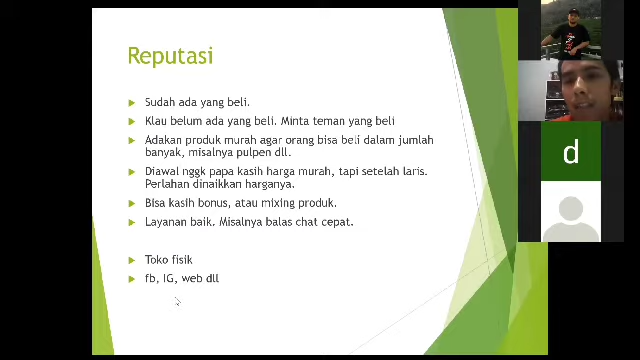 Reputasi
Sudah ada yang beli.
Klau belum ada yang beli. Minta teman yang beli
Adakan produk murah agar orang bisa beli dalam jumlah
banyak, misalnya pulpen dll.
Diawal nggk papa kasih harga murah, tapi setelah laris.
Perlahan dinaikkan harganya.
Bisa kasih bonus, atau mixing produk.
Layanan baik. Misalnya balas chat cepat.
Toko fisik
fb, IG, web dll
d